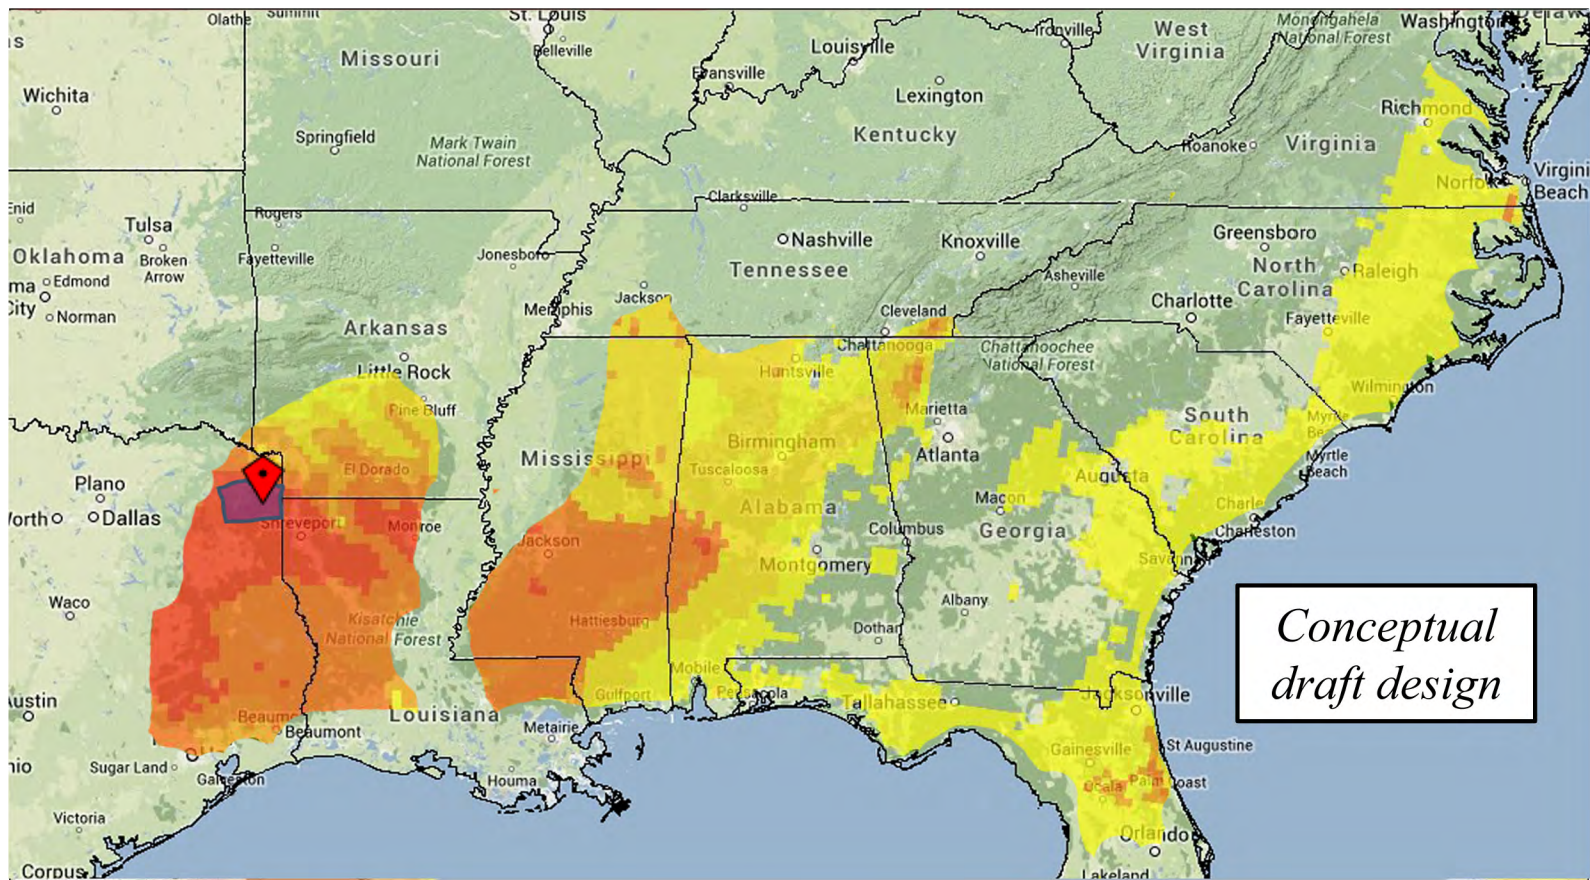 Olathe
Summit
St. Louis
Belleville
Missouri
Evansville
Louisville
West
Virginia
Monongahela
National Forest
Washington
Wichita
Lexington
Richmond
Springfield
Mark Twain
National Forest
Kentucky
Roanoke
Virginia
Norfolk
Virgini
Beach
Enid
Rogers
Clarksville
Tulsa
Oklahoma
Broken
Arrow
Edmond
City
Norman
Fayetteville
Jonesboro
Nashville
Knoxville
Tennessee
Asheville
Greensboro
North
Carolina
Raleigh
Charlotte
Fayetteville
Memphis
Jackson
Cleveland
Chattanooga
Arkansas
Little Rock
Pine Bluff
Huntsville
Chattahoochee
National Forest
Wilmington
Marietta
Atlanta
South
Carolina
Myrtle
Beach
Birmingham
Tuscaloosa
Mississippi
Alabama
El Dorado
Plano
Dallas
Shreveport
Monroe
Augusta
Macon
Georgia
Columbus
Charleston
Jackson
Montgomery
Savannah
Waco
Kisatchie
National Forest
Hattiesburg
Albany
Dothan
Conceptual
draft design
Mobile
Gulfport
Pensacola
Tallahassee
Jacksonville
Austin
Louisiana
Beaumont
Beaumont
Metairie
Gainesville
St Augustine
Sugar Land
Galveston
Houma
Ocala
Palm Coast
Victoria
Orlando
Corpus
Lakeland